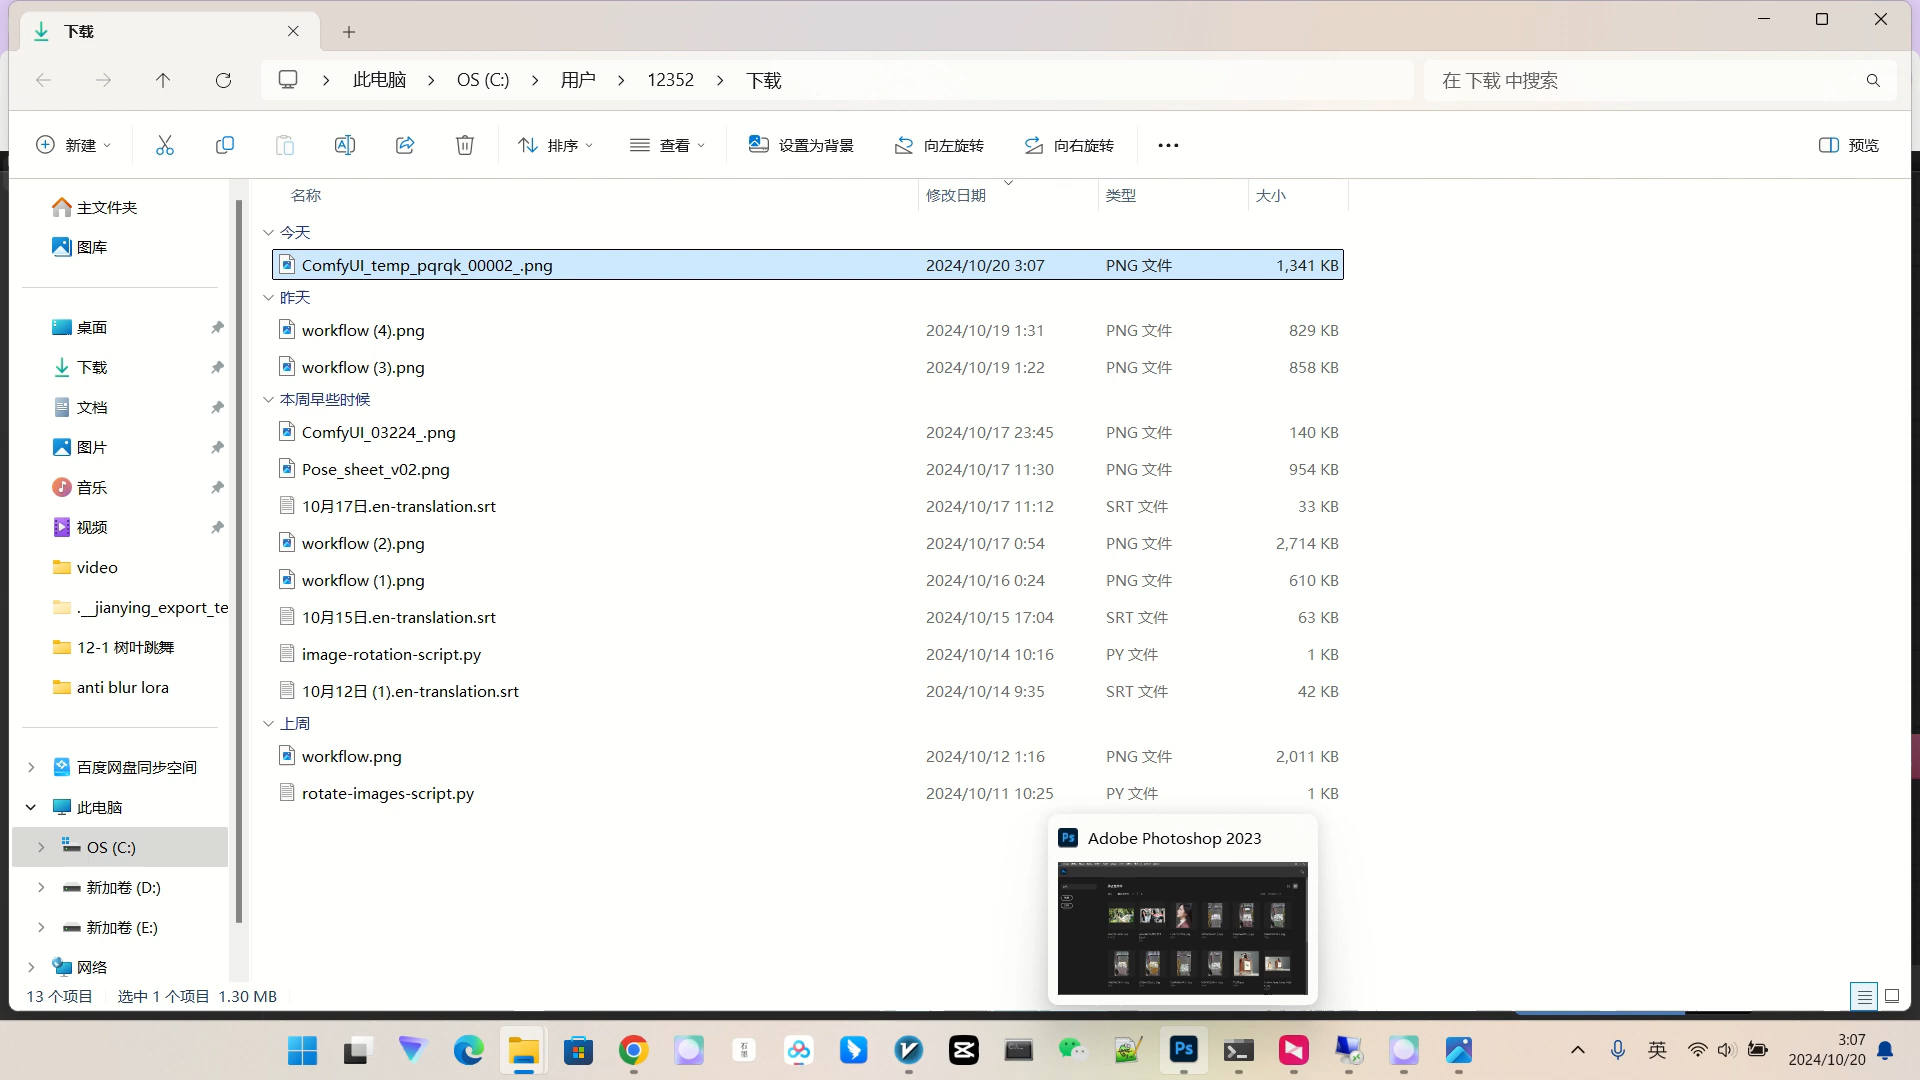 下载
此电脑 OS (C:) 用户 12352 下载
在 下载 中搜索
新建 排序 查看 设置为背景 向左旋转 向右旋转 预览
主文件夹
图库
桌面
下载
文档
图片
音乐
视频
video
.__jianying_export_te
12-1 树叶跳舞
anti blur lora
百度网盘同步空间
此电脑
OS (C:)
新加卷 (D:)
新加卷 (E:)
网络
名称 修改日期 类型 大小
今天
ComfyUI_temp_pqrqk_00002_.png 2024/10/20 3:07 PNG 文件 1,341 KB
昨天
workflow (4).png 2024/10/19 1:31 PNG 文件 829 KB
workflow (3).png 2024/10/19 1:22 PNG 文件 858 KB
本周早些时候
ComfyUI_03224_.png 2024/10/17 23:45 PNG 文件 140 KB
Pose_sheet_v02.png 2024/10/17 11:30 PNG 文件 954 KB
10月17日.en-translation.srt 2024/10/17 11:12 SRT 文件 33 KB
workflow (2).png 2024/10/17 0:54 PNG 文件 2,714 KB
workflow (1).png 2024/10/16 0:24 PNG 文件 610 KB
10月15日.en-translation.srt 2024/10/15 17:04 SRT 文件 63 KB
image-rotation-script.py 2024/10/14 10:16 PY 文件 1 KB
10月12日 (1).en-translation.srt 2024/10/14 9:35 SRT 文件 42 KB
上周
workflow.png 2024/10/12 1:16 PNG 文件 2,011 KB
rotate-images-script.py 2024/10/11 10:25 PY 文件 1 KB
Ps Adobe Photoshop 2023
13 个项目 选中 1 个项目 1.30 MB
Ps
英
3:07
2024/10/20